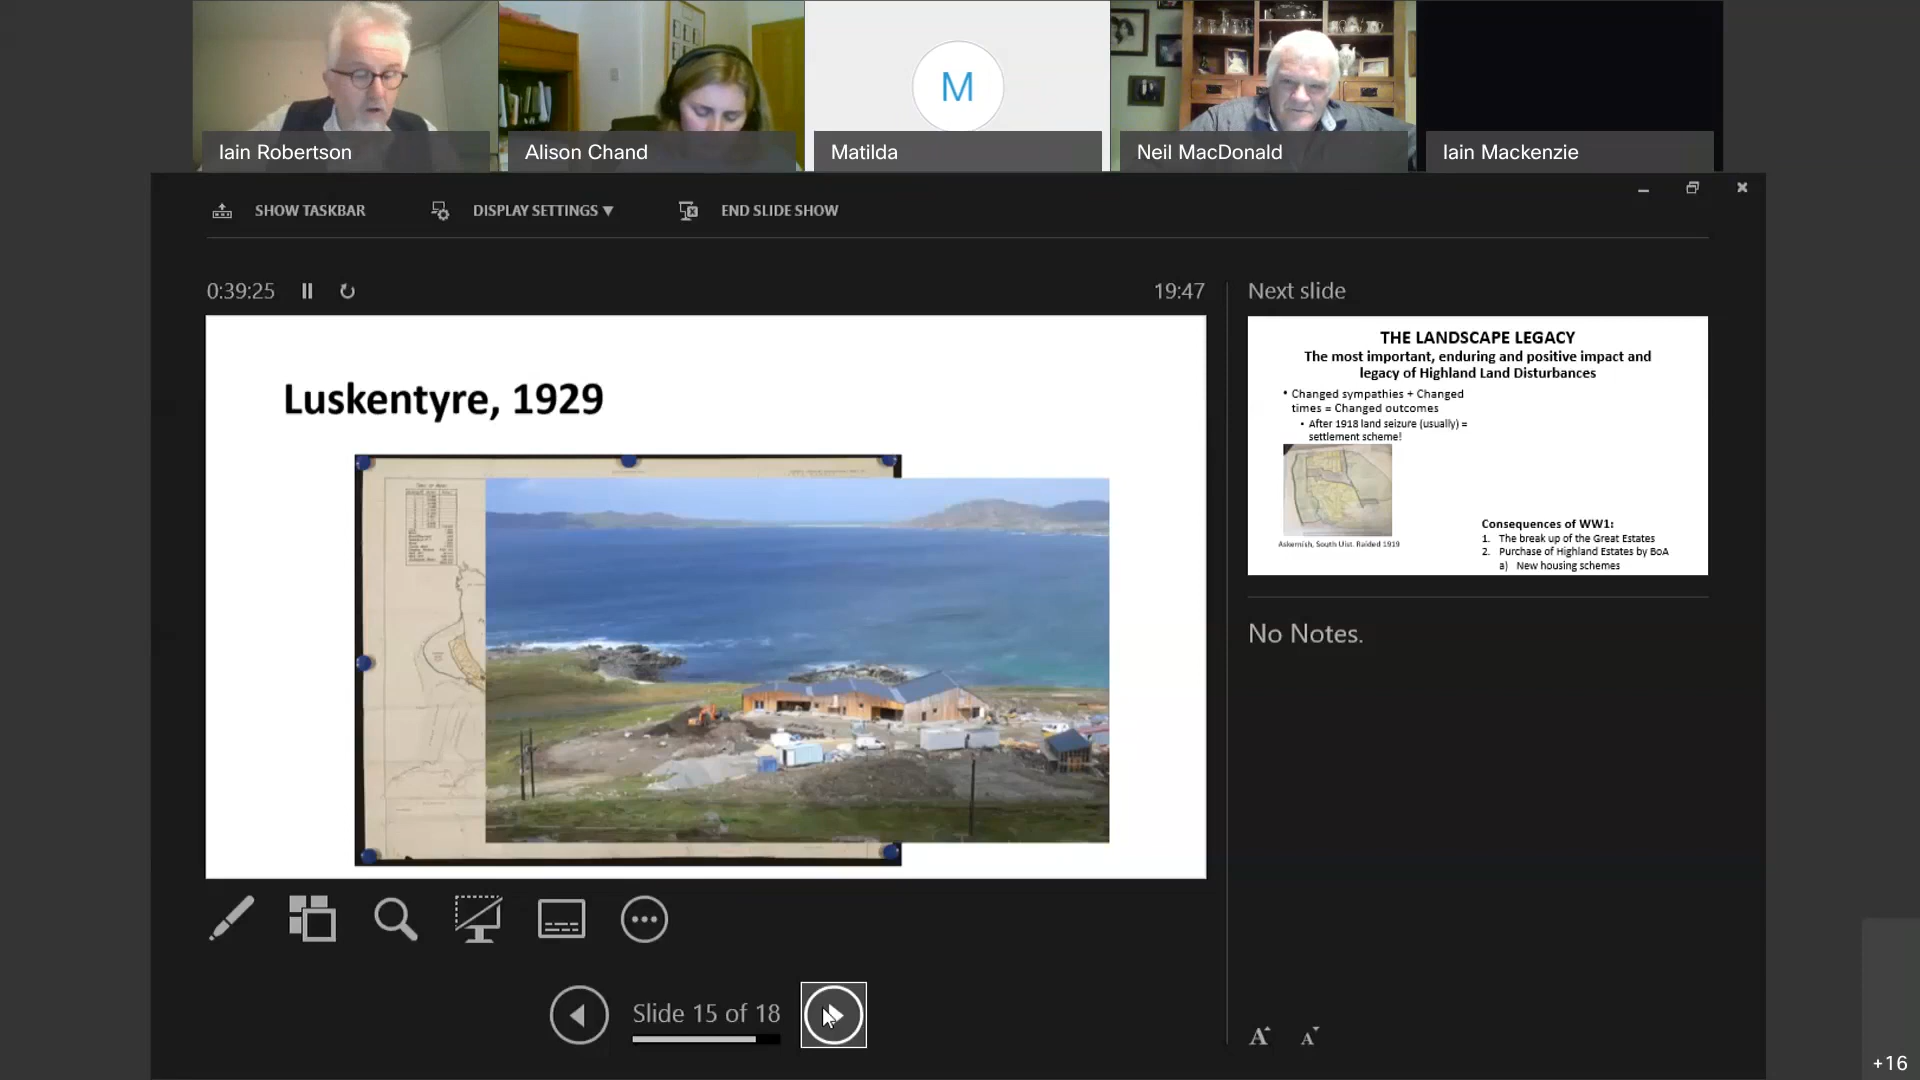 M
Iain Robertson
Alison Chand
Matilda
Neil MacDonald
Iain Mackenzie
SHOW TASKBAR
DISPLAY SETTINGS ▼
END SLIDE SHOW
0:39:25
19:47
Next slide
Luskentyre, 1929
THE LANDSCAPE LEGACY
The most important, enduring and positive impact and
legacy of Highland Land Disturbances
• Changed sympathies + Changed
times = Changed outcomes
• After 1918 land seizure (usually) =
settlement scheme!
Askernish, South Uist. Raided 1919
Consequences of WW1:
1. The break up of the Great Estates
2. Purchase of Highland Estates by BoA
a) New housing schemes
No Notes.
Slide 15 of 18
A A
+16